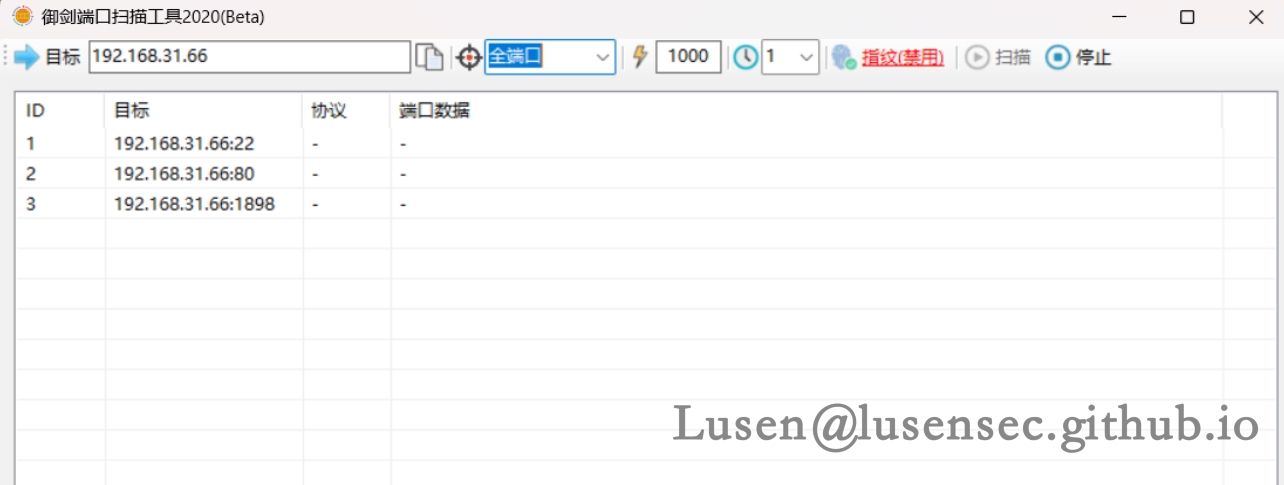 御剑端口扫描工具2020(Beta)
目标 192.168.31.66 全端口 1000 1 指纹(禁用) 扫描 停止
ID 目标 协议 端口数据
1 192.168.31.66:22 - -
2 192.168.31.66:80 - -
3 192.168.31.66:1898 - -
Lusen@lusensec.github.io